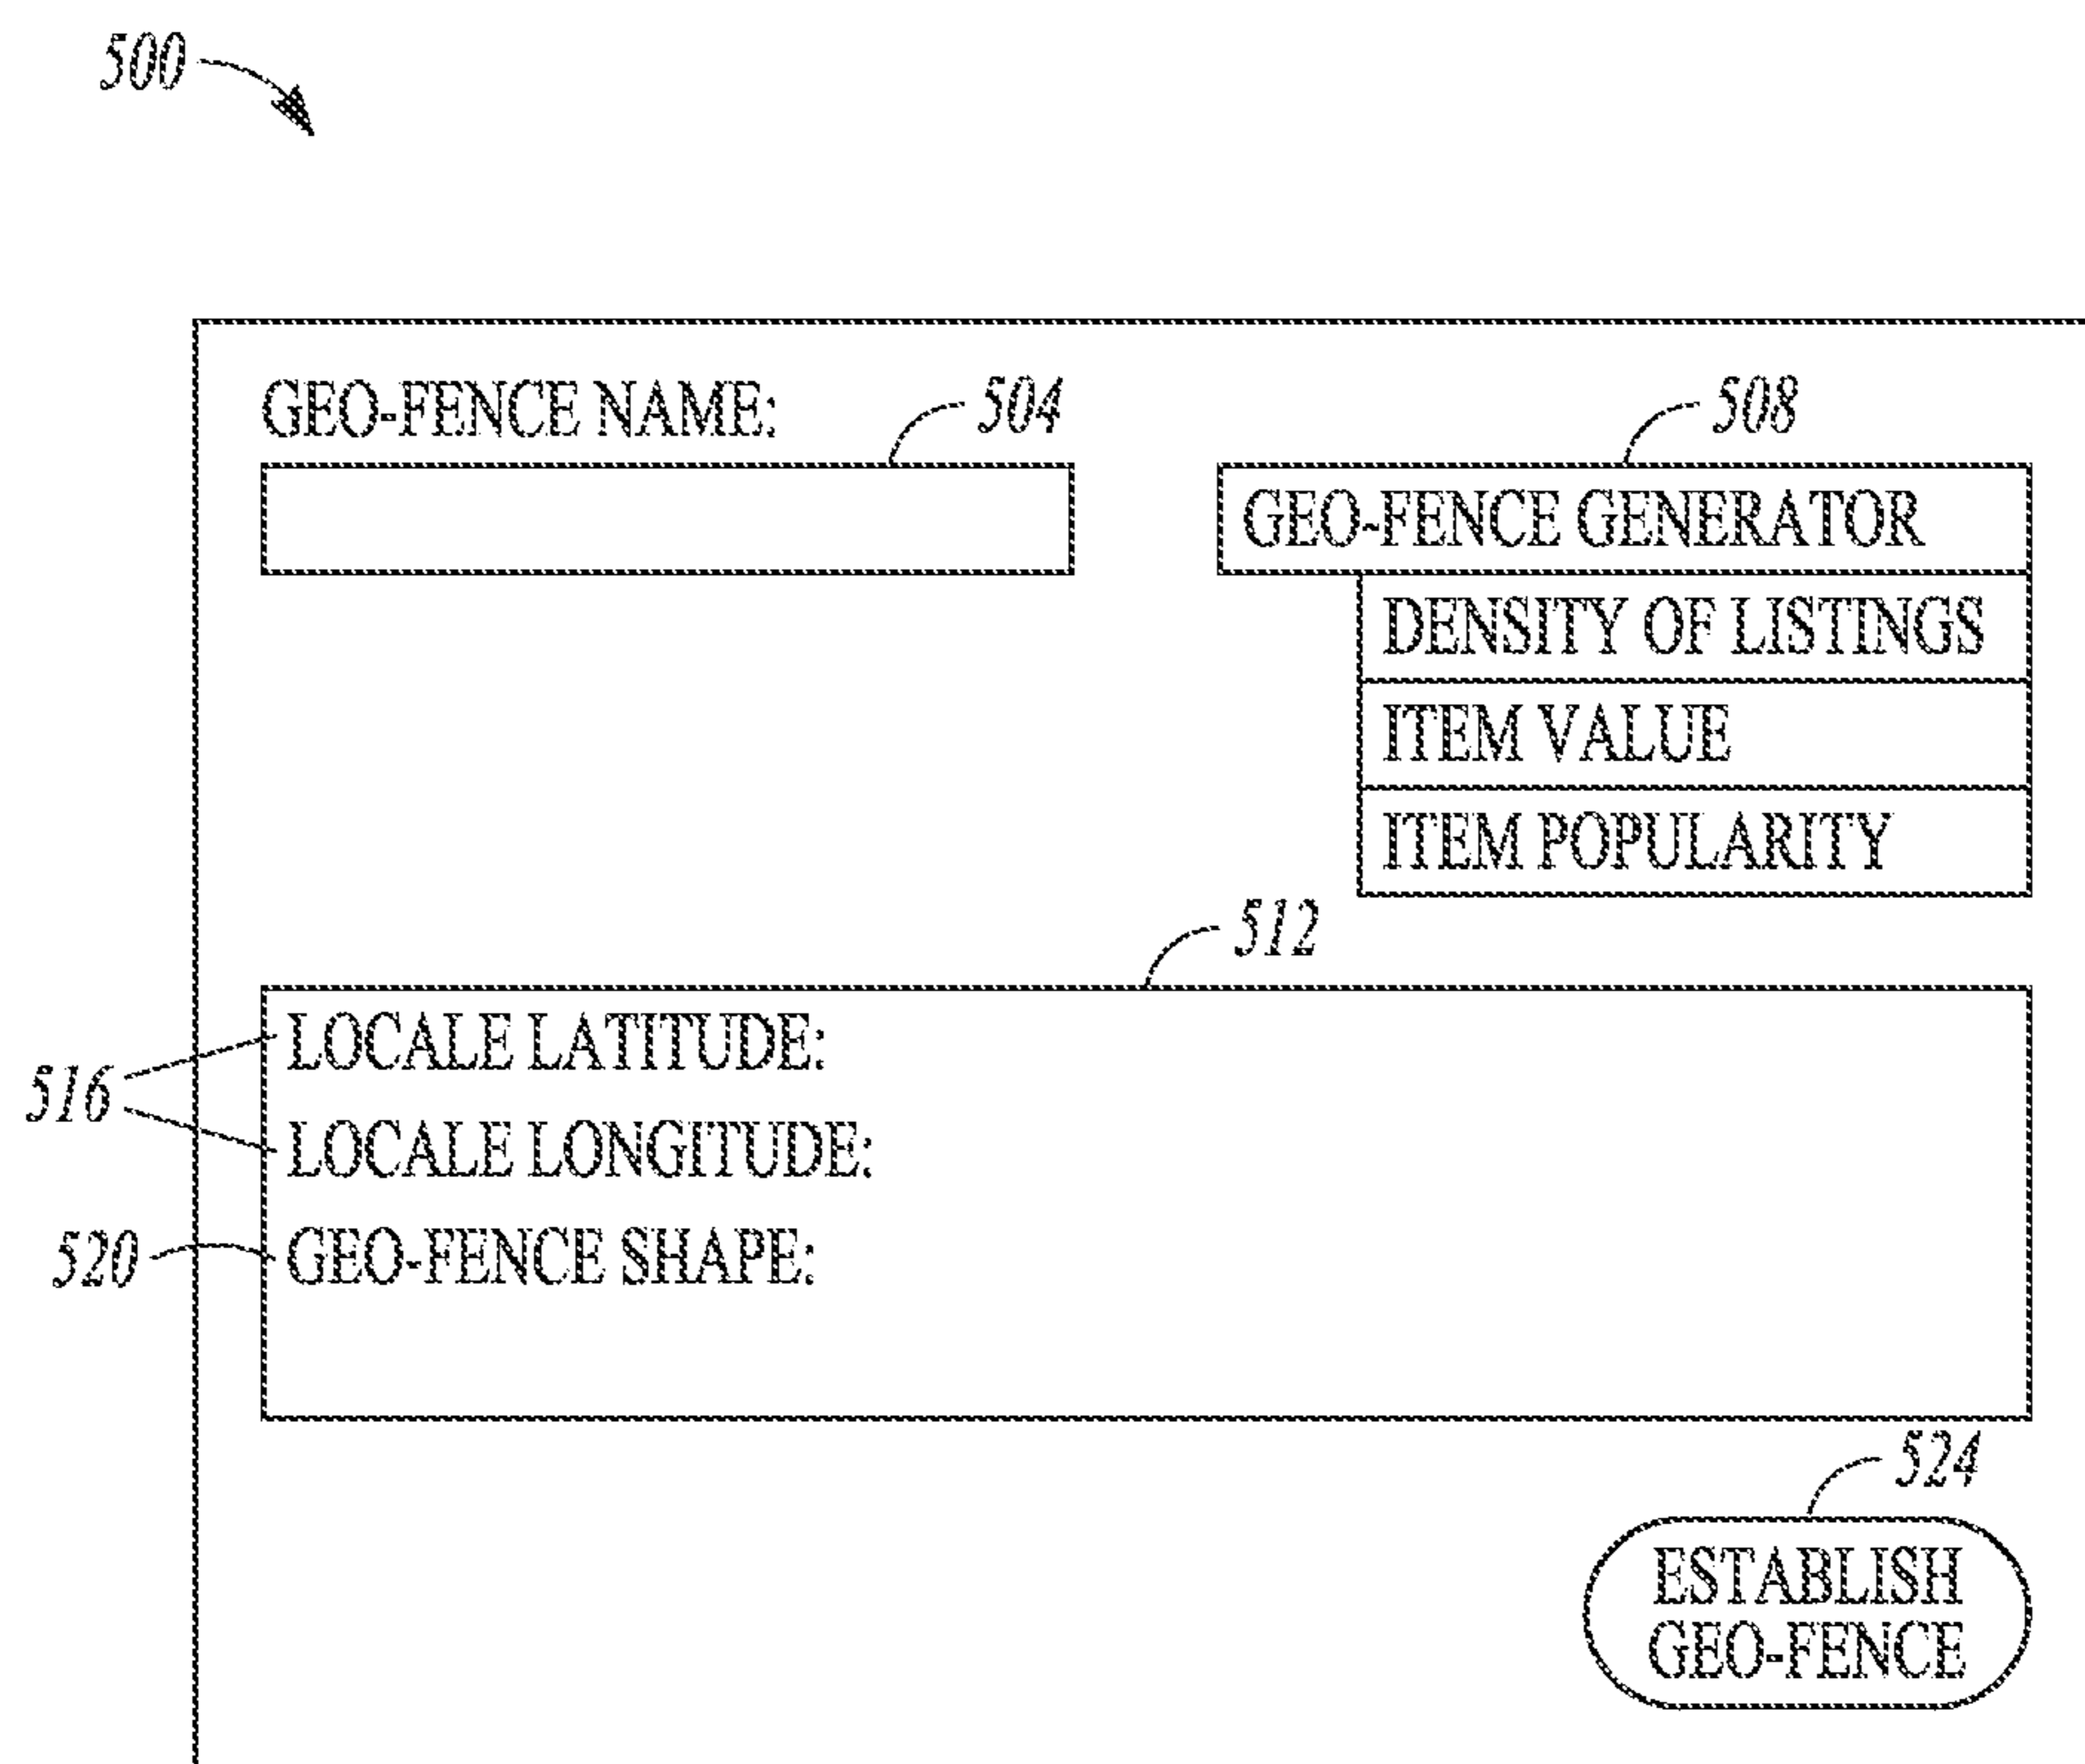 500
GEO-FENCE NAME:
504
508
GEO-FENCE GENERATOR
DENSITY OF LISTINGS
ITEM VALUE
ITEM POPULARITY
512
LOCALE LATITUDE:
516
LOCALE LONGITUDE:
520
GEO-FENCE SHAPE:
524
ESTABLISH
GEO-FENCE